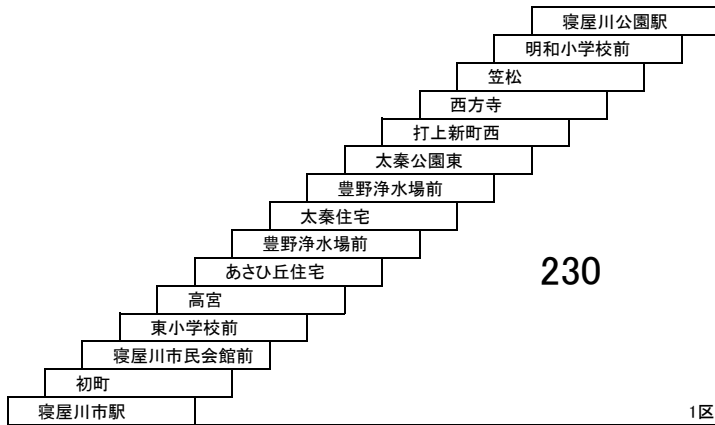 寝屋川公園駅
明和小学校前
笠松
西方寺
打上新町西
太秦公園東
豊野浄水場前
太秦住宅
豊野浄水場前
あさひ丘住宅
230
高宮
東小学校前
寝屋川市民会館前
初町
寝屋川市駅
1区